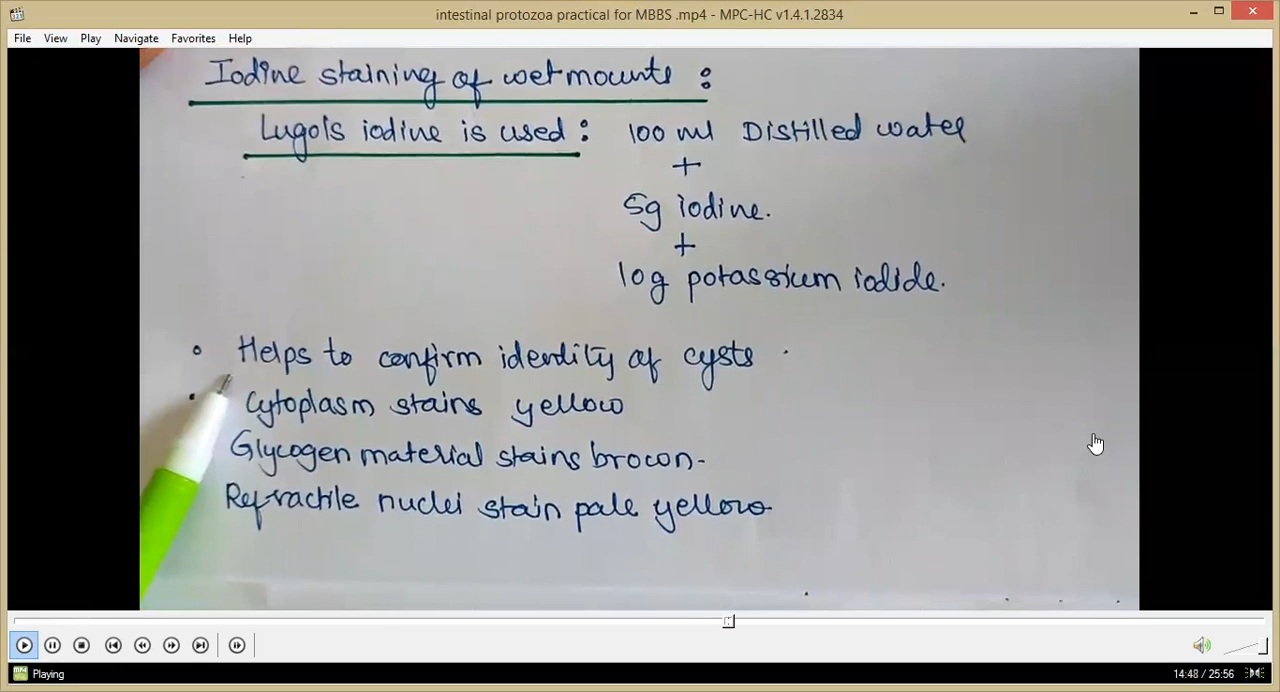 intestinal protozoa practical for MBBS .mp4 - MPC-HC v1.4.1.2834
File View Play Navigate Favorites Help
Iodine staining of wet mounts :
Lugols iodine is used : 100 ml Distilled water
+
5g iodine.
+
10g potassium iodide.
• Helps to confirm identity of cysts
• Cytoplasm stains yellow
Glycogen material stains brown-
Refractile nuclei stain pale yellow
Playing 14:48 / 25:56